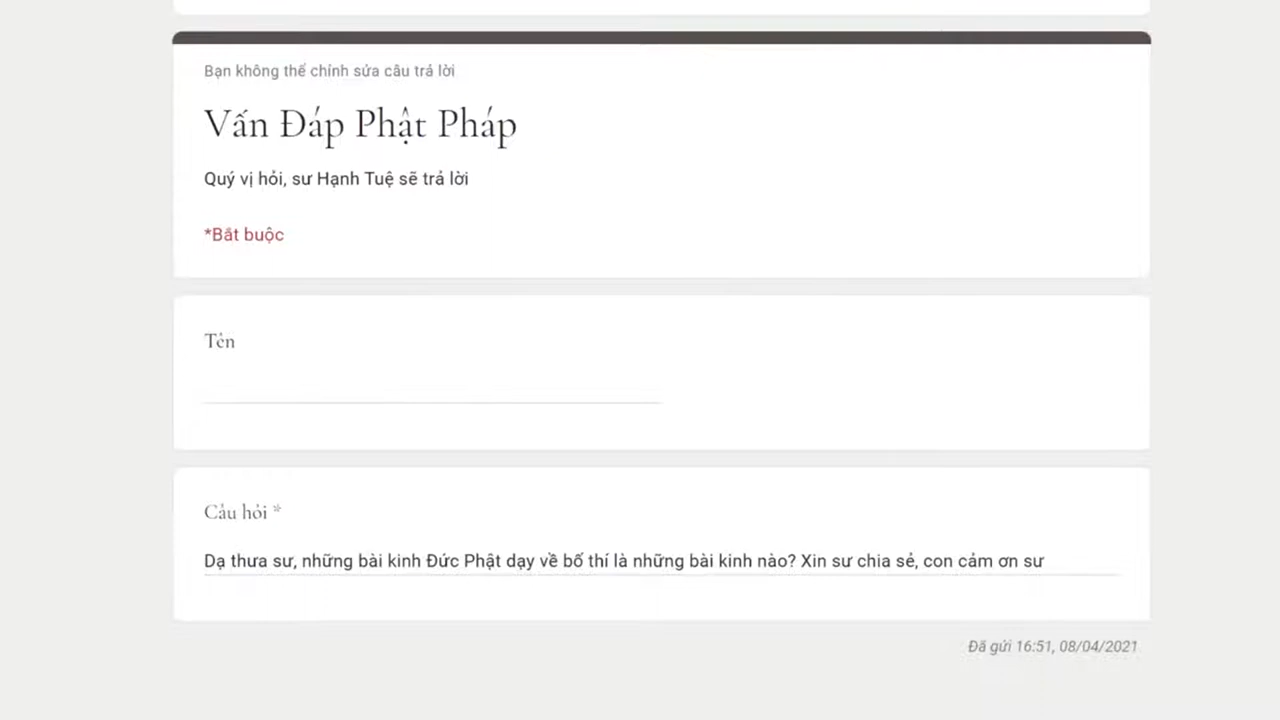 Bạn không thể chỉnh sửa câu trả lời
Vấn Đáp Phật Pháp
Quý vị hỏi, sư Hạnh Tuệ sẽ trả lời
*Bắt buộc
Tên
Câu hỏi *
Dạ thưa sư, những bài kinh Đức Phật dạy về bố thí là những bài kinh nào? Xin sư chia sẻ, con cảm ơn sư
Đã gửi 16:51, 08/04/2021